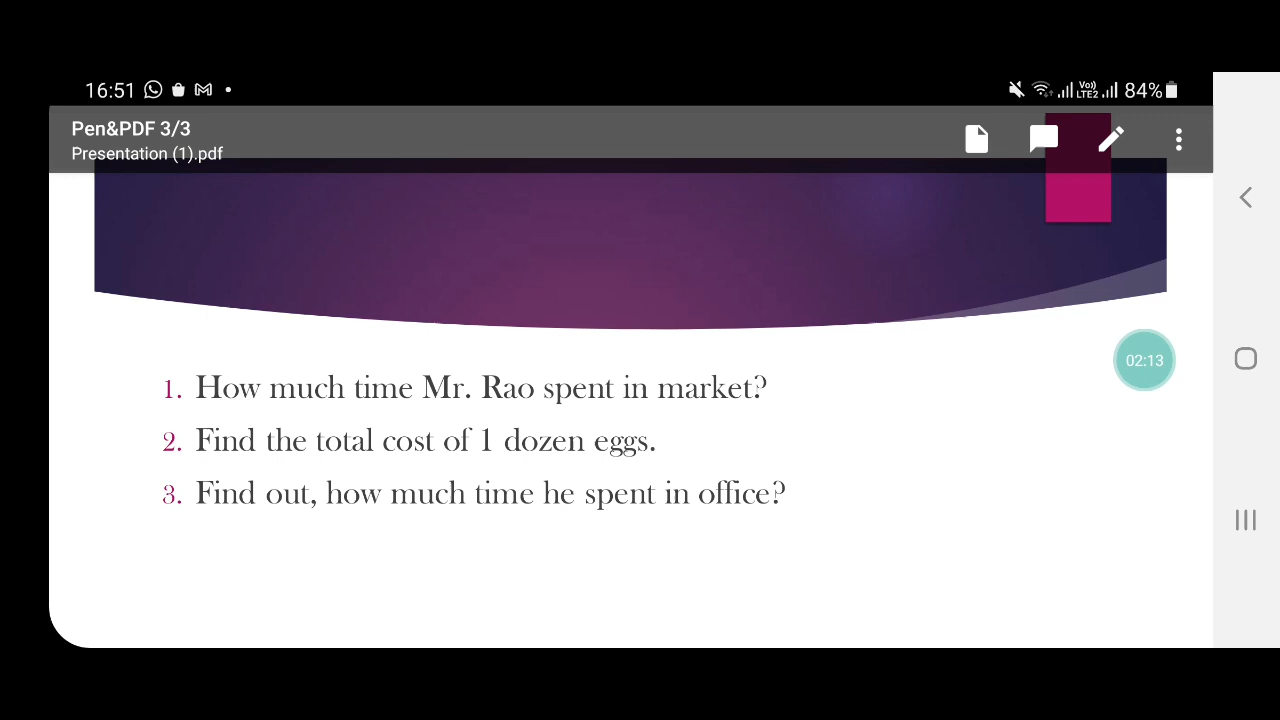 16:51 Vo)) LTE2 84%
Pen&PDF 3/3
Presentation (1).pdf
02:13
1. How much time Mr. Rao spent in market?
2. Find the total cost of 1 dozen eggs.
3. Find out, how much time he spent in office?